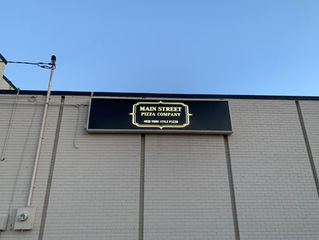 MAIN STREET
PIZZA COMPANY
NEW YORK STYLE PIZZA